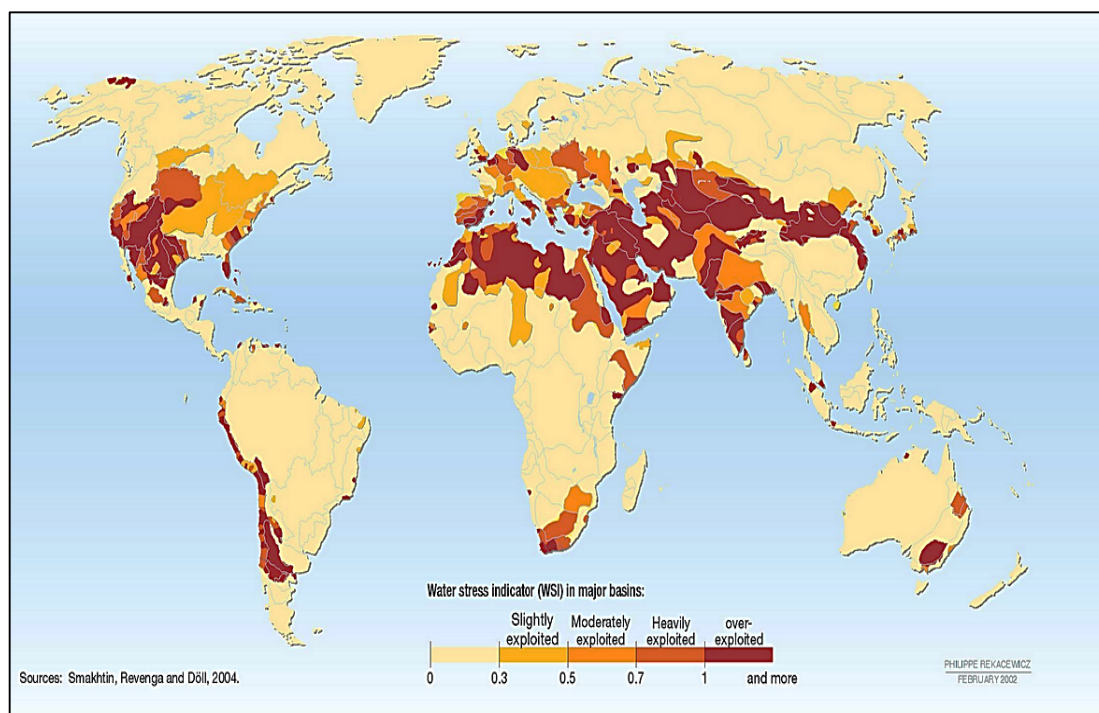 Water stress indicator (WSI) in major basins:
Slightly exploited
Moderately exploited
Heavily exploited
over-exploited
0 0.3 0.5 0.7 1 and more
Sources: Smakhtin, Revenga and Döll, 2004.
PHILIPPE REKACEWICZ
FEBRUARY 2002